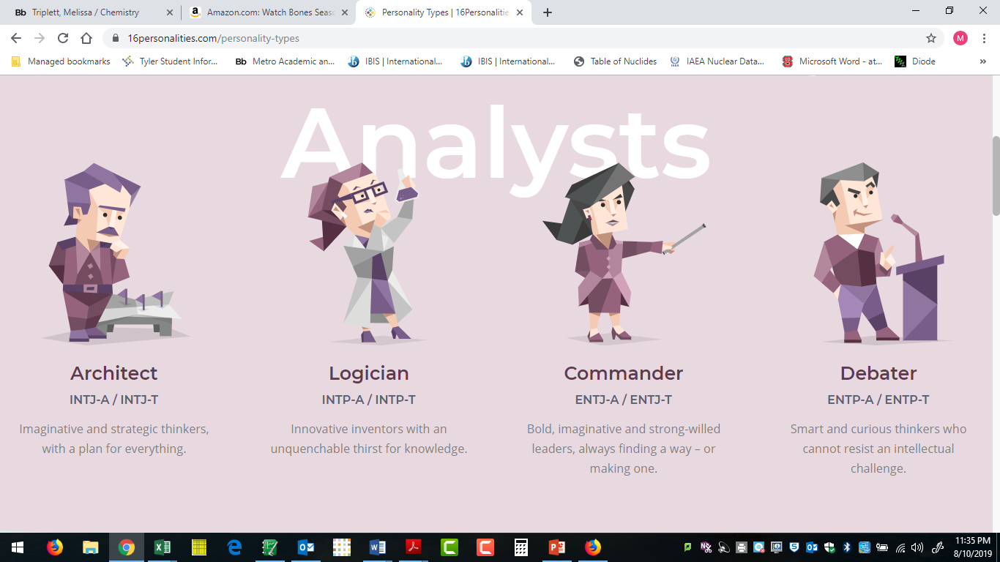 Bb Triplett, Melissa / Chemistry
Amazon.com: Watch Bones Seaso
Personality Types | 16Personalitie
16personalities.com/personality-types
M
Managed bookmarks
Tyler Student Infor...
Bb Metro Academic an...
IBIS | International...
IBIS | International...
Table of Nuclides
IAEA Nuclear Data...
Microsoft Word - at...
Diode
»
Analysts
Architect
INTJ-A / INTJ-T
Imaginative and strategic thinkers,
with a plan for everything.
Logician
INTP-A / INTP-T
Innovative inventors with an
unquenchable thirst for knowledge.
Commander
ENTJ-A / ENTJ-T
Bold, imaginative and strong-willed
leaders, always finding a way – or
making one.
Debater
ENTP-A / ENTP-T
Smart and curious thinkers who
cannot resist an intellectual
challenge.
11:35 PM
8/10/2019